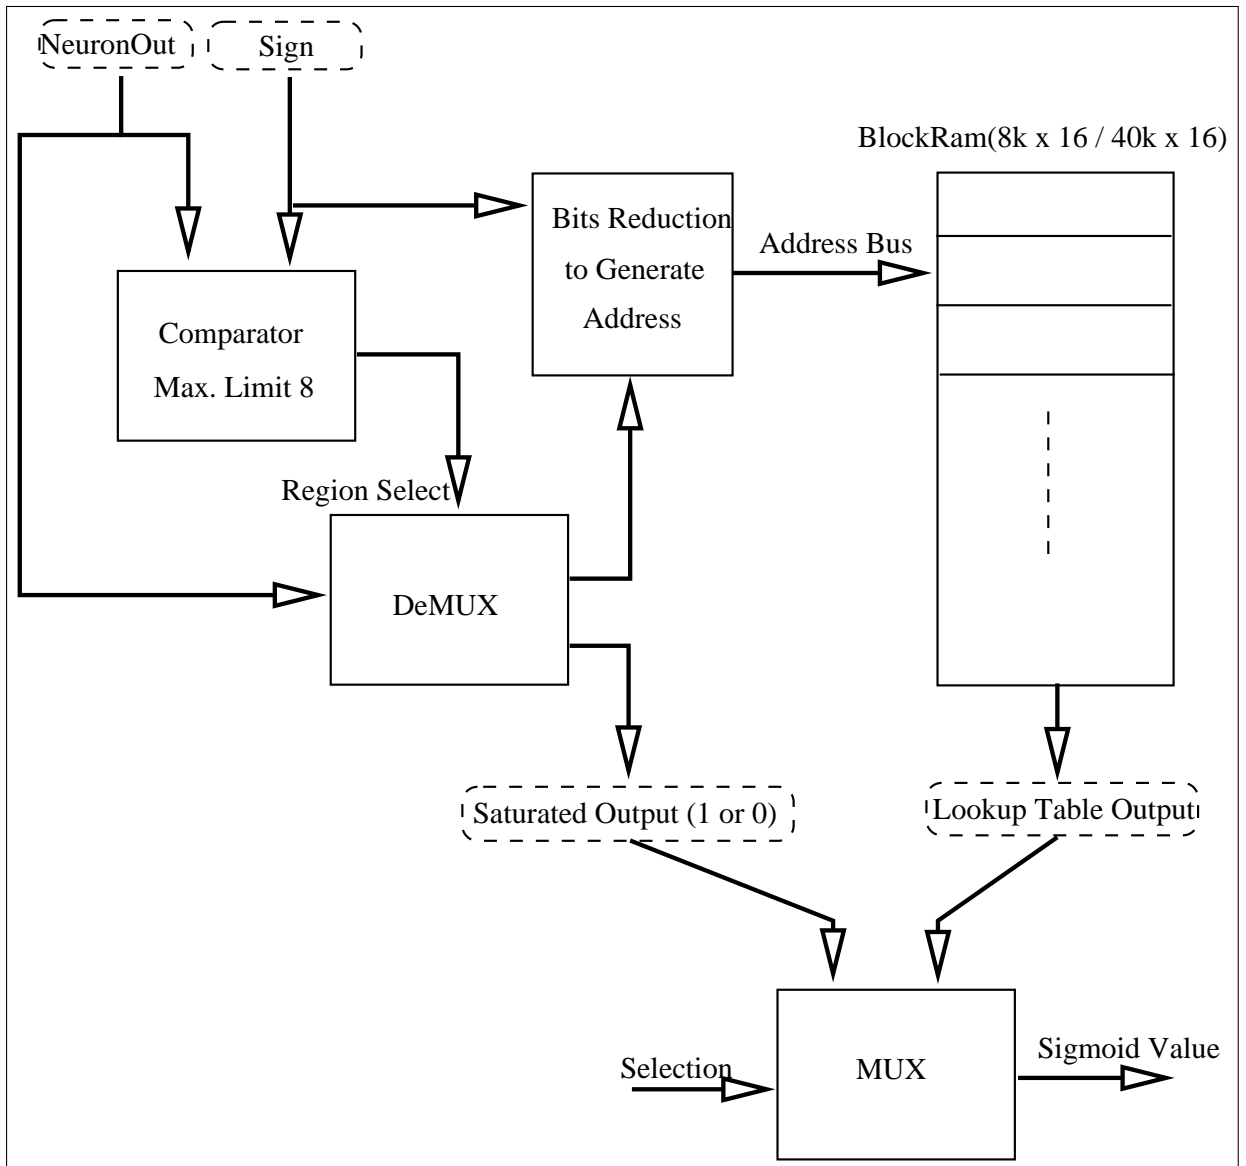 NeuronOut
Sign
BlockRam(8k x 16 / 40k x 16)
Bits Reduction
to Generate
Address
Address Bus
Comparator
Max. Limit 8
Region Select
DeMUX
Saturated Output (1 or 0)
Lookup Table Output
Selection
MUX
Sigmoid Value